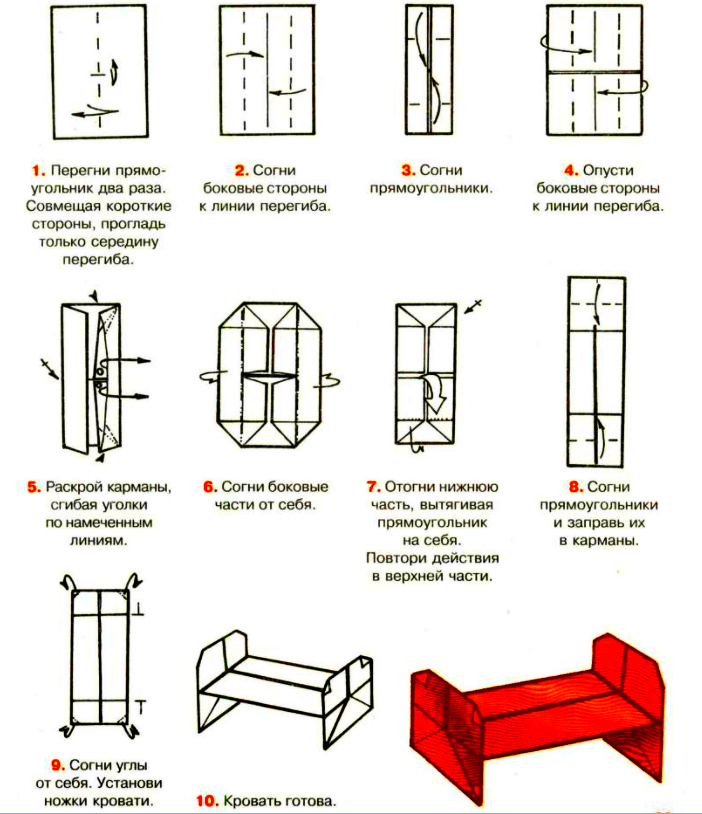 1. Перегни прямо-
угольник два раза.
Совмещая короткие
стороны, прогладь
только середину
перегиба.
2. Согни
боковые стороны
к линии перегиба.
3. Согни
прямоугольники.
4. Опусти
боковые стороны
к линии перегиба.
5. Раскрой карманы,
сгибая уголки
по намеченным
линиям.
6. Согни боковые
части от себя.
7. Отогни нижнюю
часть, вытягивая
прямоугольник
на себя.
Повтори действия
в верхней части.
8. Согни
прямоугольники
и заправь их
в карманы.
9. Согни углы
от себя. Установи
ножки кровати.
10. Кровать готова.